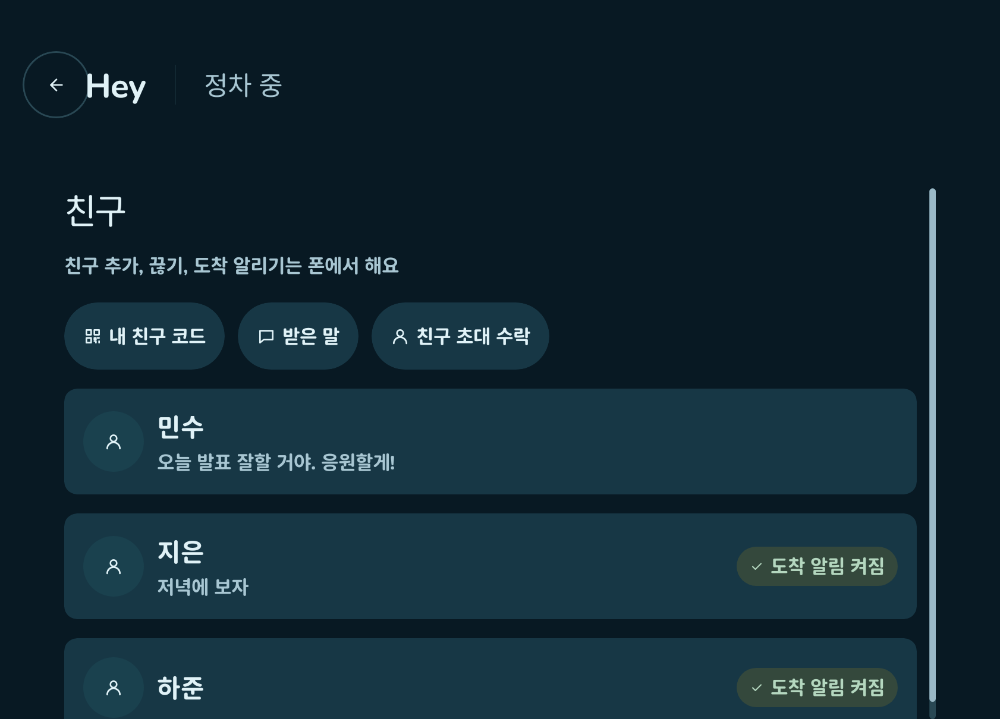 Hey
정차 중
친구
친구 추가, 끊기, 도착 알리기는 폰에서 해요
내 친구 코드
받은 말
친구 초대 수락
민수
오늘 발표 잘할 거야. 응원할게!
지은
저녁에 보자
도착 알림 켜짐
하준
도착 알림 켜짐